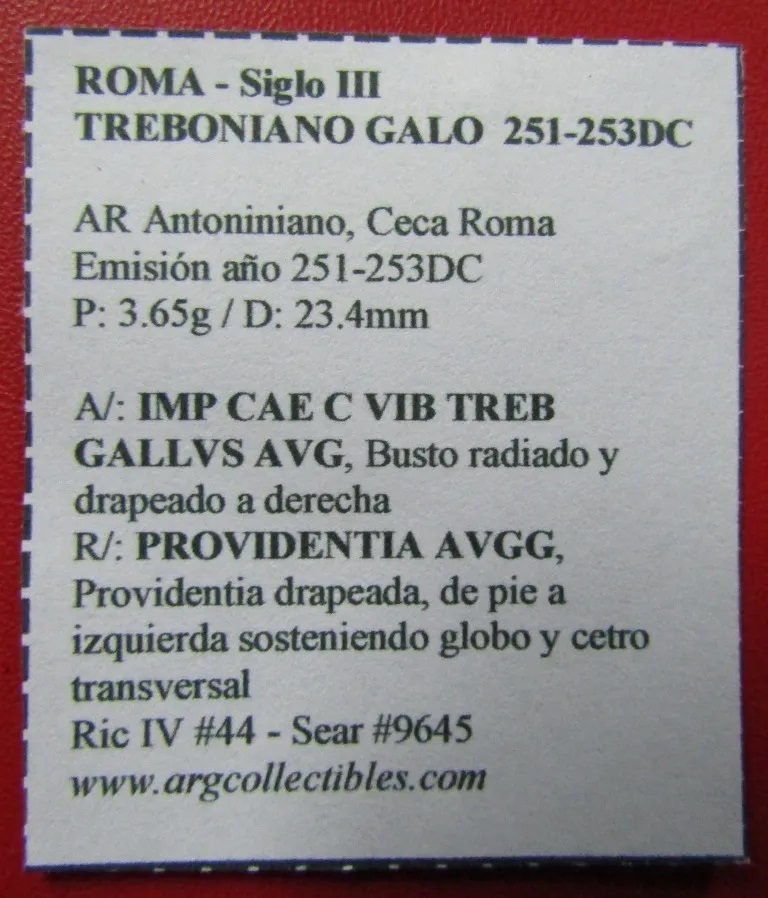 ROMA - Siglo III
TREBONIANO GALO 251-253DC
AR Antoniniano, Ceca Roma
Emisión año 251-253DC
P: 3.65g / D: 23.4mm
A/: IMP CAE C VIB TREB
GALLVS AVG, Busto radiado y
drapeado a derecha
R/: PROVIDENTIA AVGG,
Providentia drapeada, de pie a
izquierda sosteniendo globo y cetro
transversal
Ric IV #44 - Sear #9645
www.argcollectibles.com